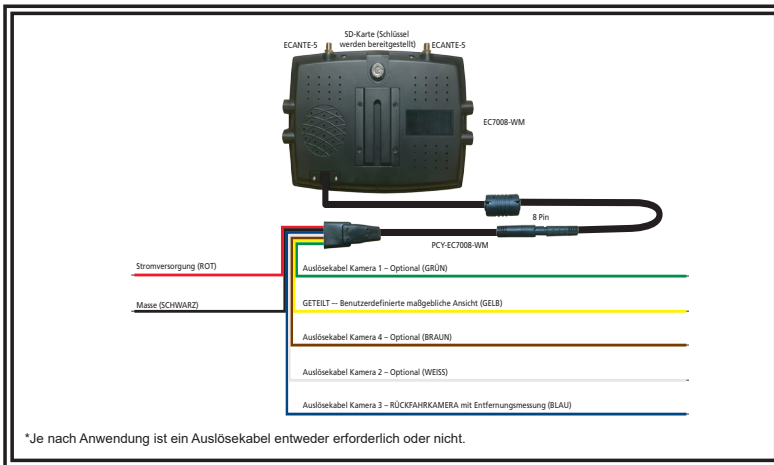 SD-Karte (Schlüssel
werden bereitgestellt)
ECANTE-5
ECANTE-5
EC7008-WM
8 Pin
PCY-EC7008-WM
Stromversorgung (ROT)
Auslösekabel Kamera 1 – Optional (GRÜN)
Masse (SCHWARZ)
GETEILT –- Benutzerdefinierte maßgebliche Ansicht (GELB)
Auslösekabel Kamera 4 – Optional (BRAUN)
Auslösekabel Kamera 2 – Optional (WEISS)
Auslösekabel Kamera 3 – RÜCKFAHRKAMERA mit Entfernungsmessung (BLAU)
*Je nach Anwendung ist ein Auslösekabel entweder erforderlich oder nicht.